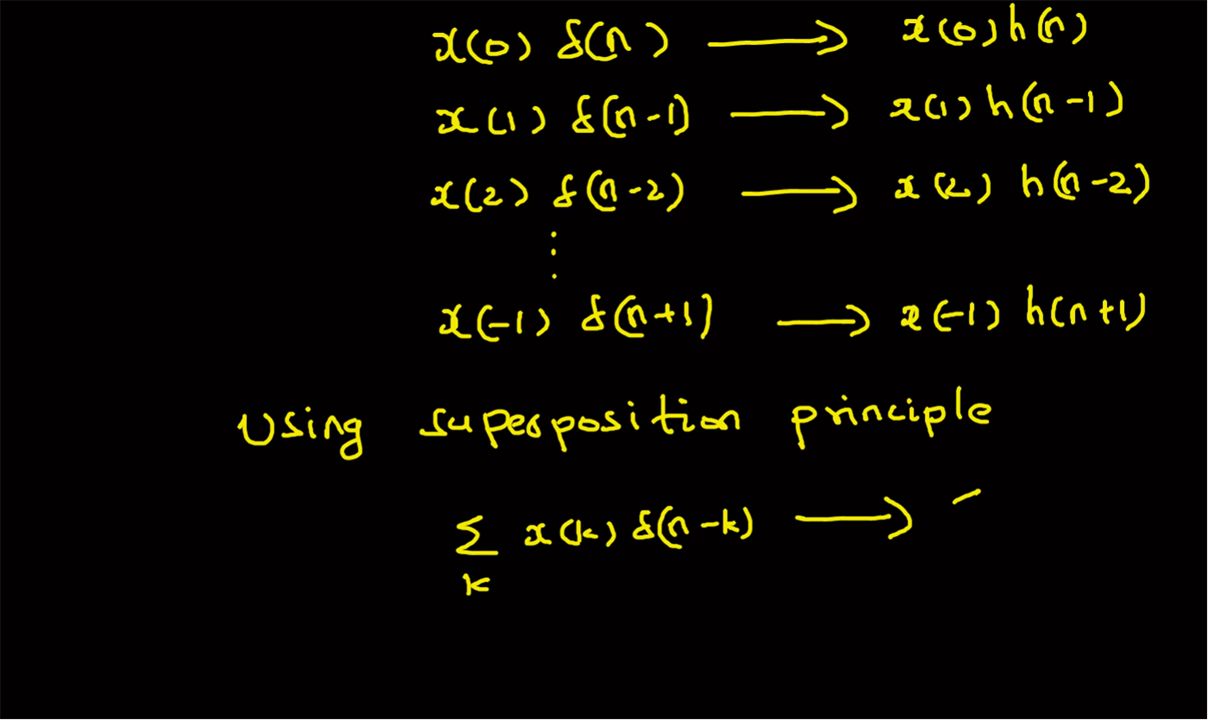 x(0) δ(n) ⟶ x(0) h(n)
x(1) δ(n-1) ⟶ x(1) h(n-1)
x(2) δ(n-2) ⟶ x(2) h(n-2)
⋮
x(-1) δ(n+1) ⟶ x(-1) h(n+1)
Using superposition principle
Σ x(k) δ(n-k) ⟶
k